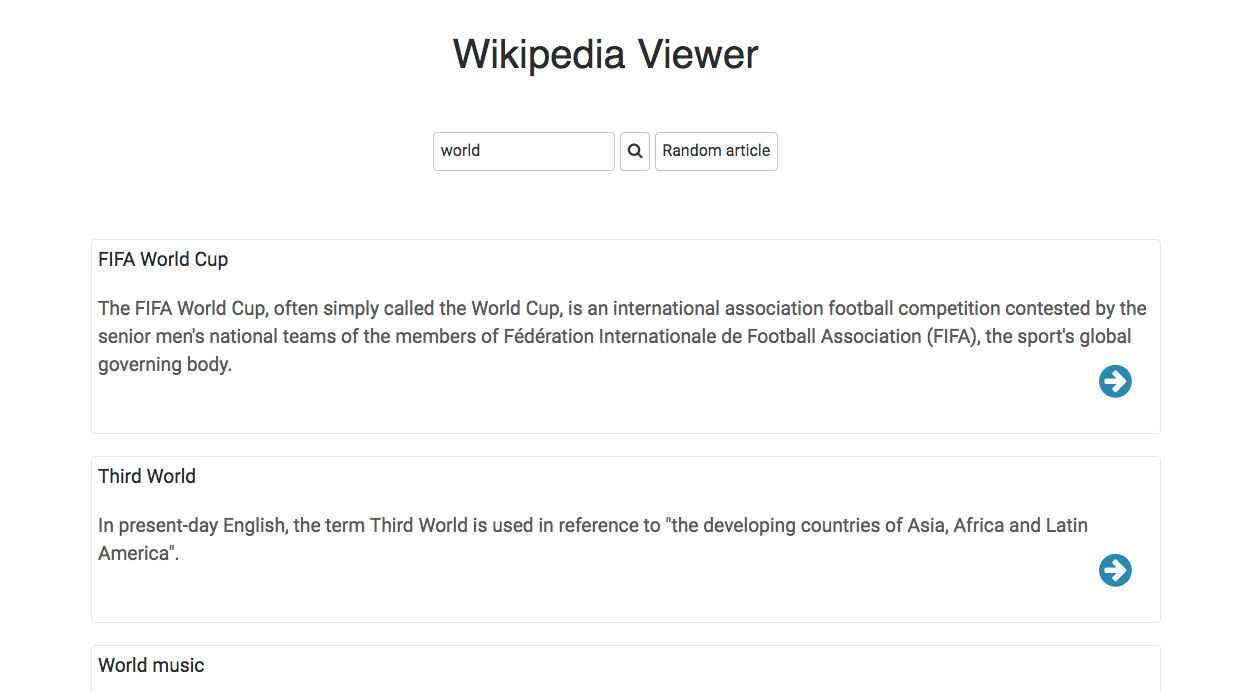 Wikipedia Viewer
world
Random article
FIFA World Cup
The FIFA World Cup, often simply called the World Cup, is an international association football competition contested by the
senior men's national teams of the members of Fédération Internationale de Football Association (FIFA), the sport's global
governing body.
Third World
In present-day English, the term Third World is used in reference to "the developing countries of Asia, Africa and Latin
America".
World music